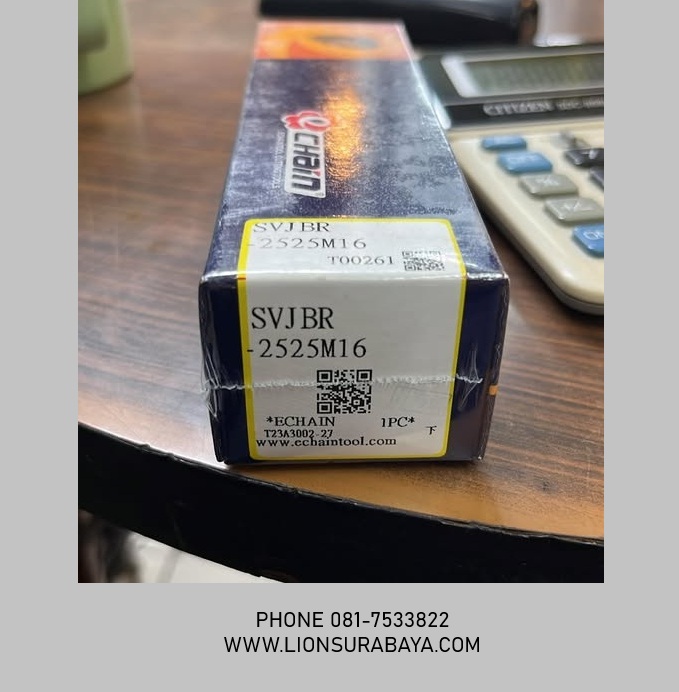 CITIZEN
echain
SVJBR
-2525M16
T00261
SVJBR
-2525M16
*ECHAIN 1PC*
T23A3002-27 下
www.echaintool.com
PHONE 081-7533822
WWW.LIONSURABAYA.COM